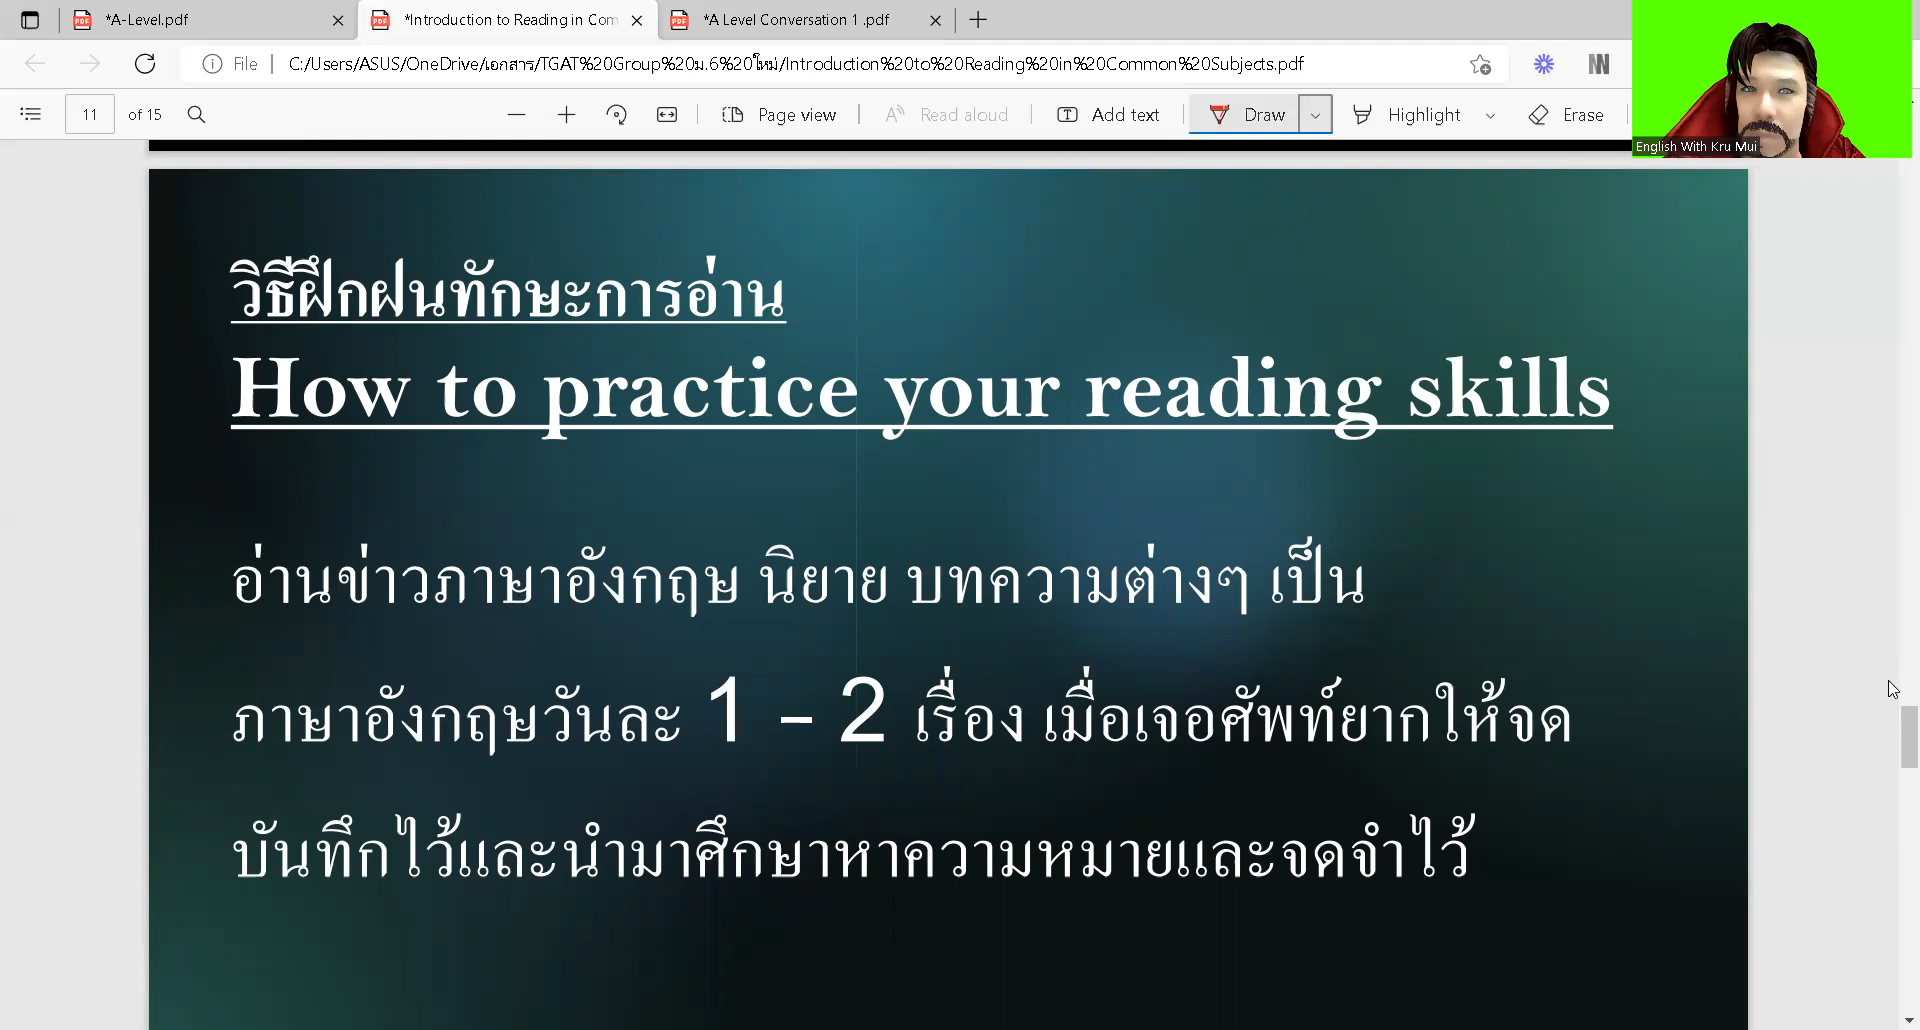 *A-Level.pdf
*Introduction to Reading in Com
*A Level Conversation 1 .pdf
File
C:/Users/ASUS/OneDrive/เอกสาร/TGAT%20Group%20ม.6%20ใหม่/Introduction%20to%20Reading%20in%20Common%20Subjects.pdf
11 of 15
Page view
Read aloud
Add text
Draw
Highlight
Erase
English With Kru Mui
วิธีฝึกฝนทักษะการอ่าน
How to practice your reading skills
อ่านข่าวภาษาอังกฤษ นิยาย บทความต่างๆ เป็น
ภาษาอังกฤษวันละ 1 – 2 เรื่อง เมื่อเจอศัพท์ยากให้จด
บันทึกไว้และนำมาศึกษาหาความหมายและจดจำไว้